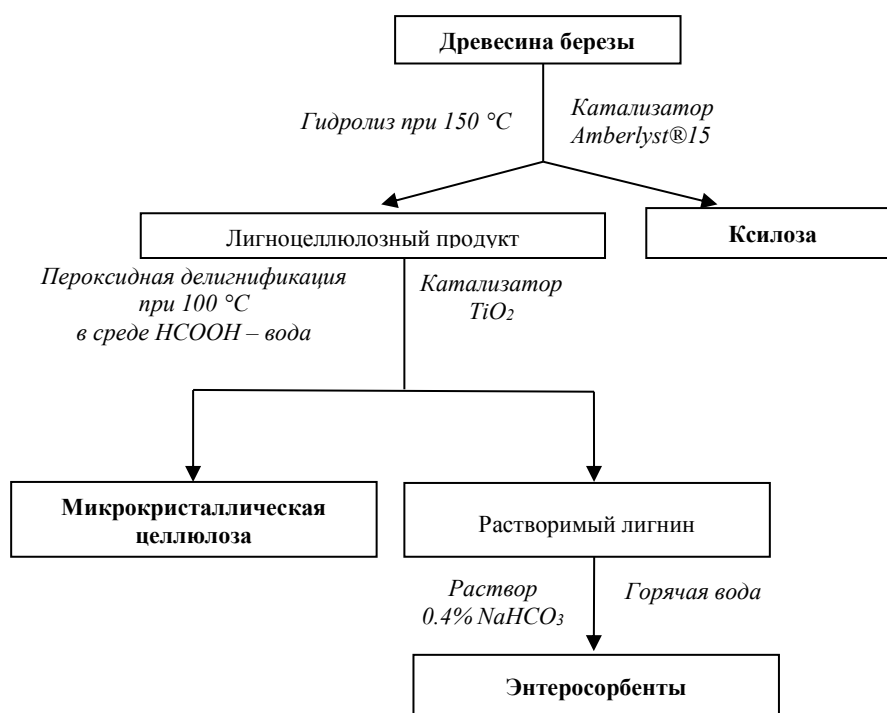 Древесина березы
Гидролиз при 150 °C
Катализатор
Amberlyst®15
Лигноцеллюлозный продукт
Ксилоза
Пероксидная делигнификация
при 100 °C
в среде HCOOH – вода
Катализатор
TiO₂
Микрокристаллическая
целлюлоза
Растворимый лигнин
Раствор
0.4% NaHCO₃
Горячая вода
Энтеросорбенты